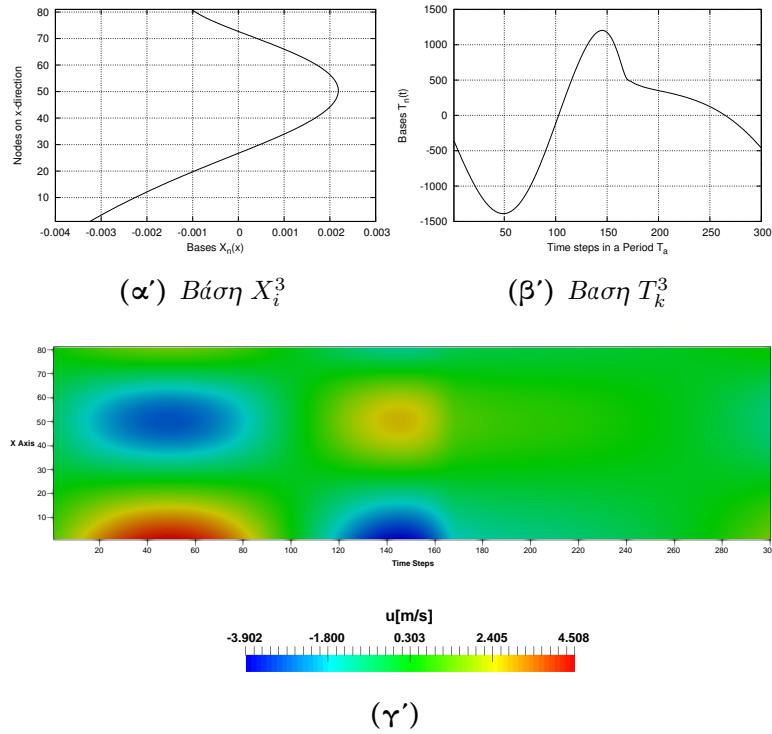 80
70
60
50
40
30
20
10
Nodes on x-direction
-0.004 -0.003 -0.002 -0.001 0 0.001 0.002 0.003
Bases X_n(x)
1500
1000
500
0
-500
-1000
-1500
Bases T_n(t)
50 100 150 200 250 300
Time steps in a Period T_a
(α') Βάση X_i^3
(β') Βαση T_k^3
80
70
60
50
X Axis 40
30
20
10
20 40 60 80 100 120 140 160 180 200 220 240 260 280 300
Time Steps
u[m/s]
-3.902 -1.800 0.303 2.405 4.508
(γ')